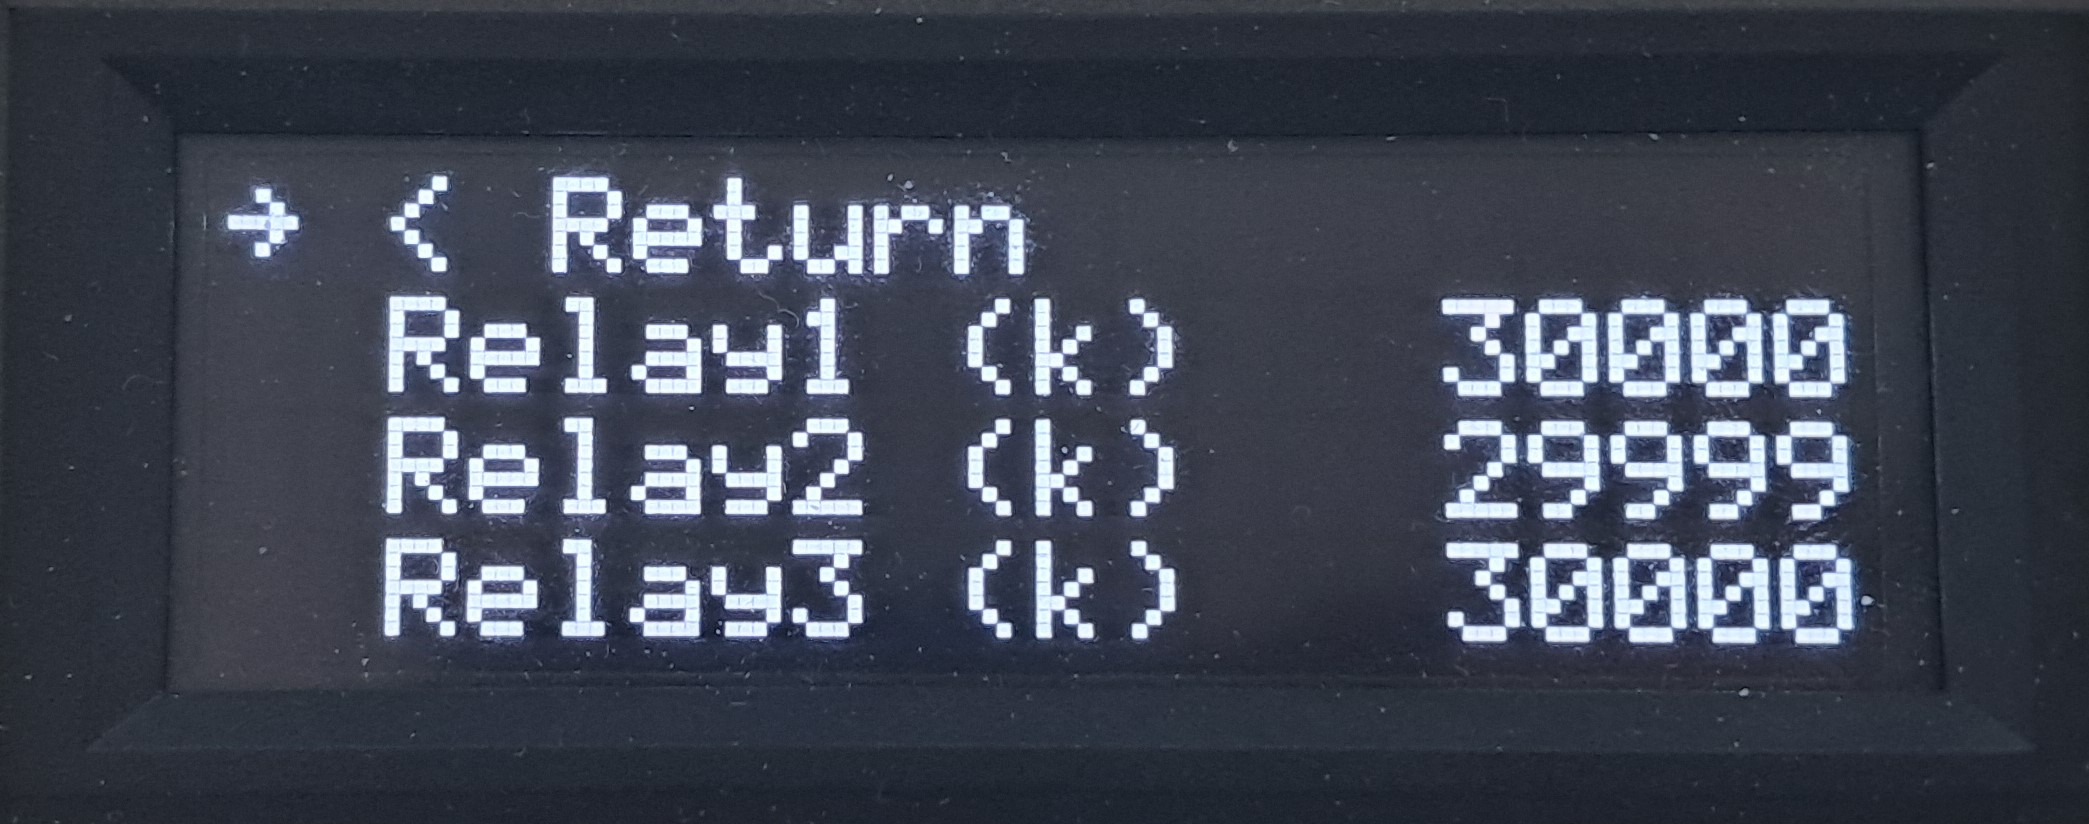 → < Return
Relay1 (k) 30000
Relay2 (k) 29999
Relay3 (k) 30000